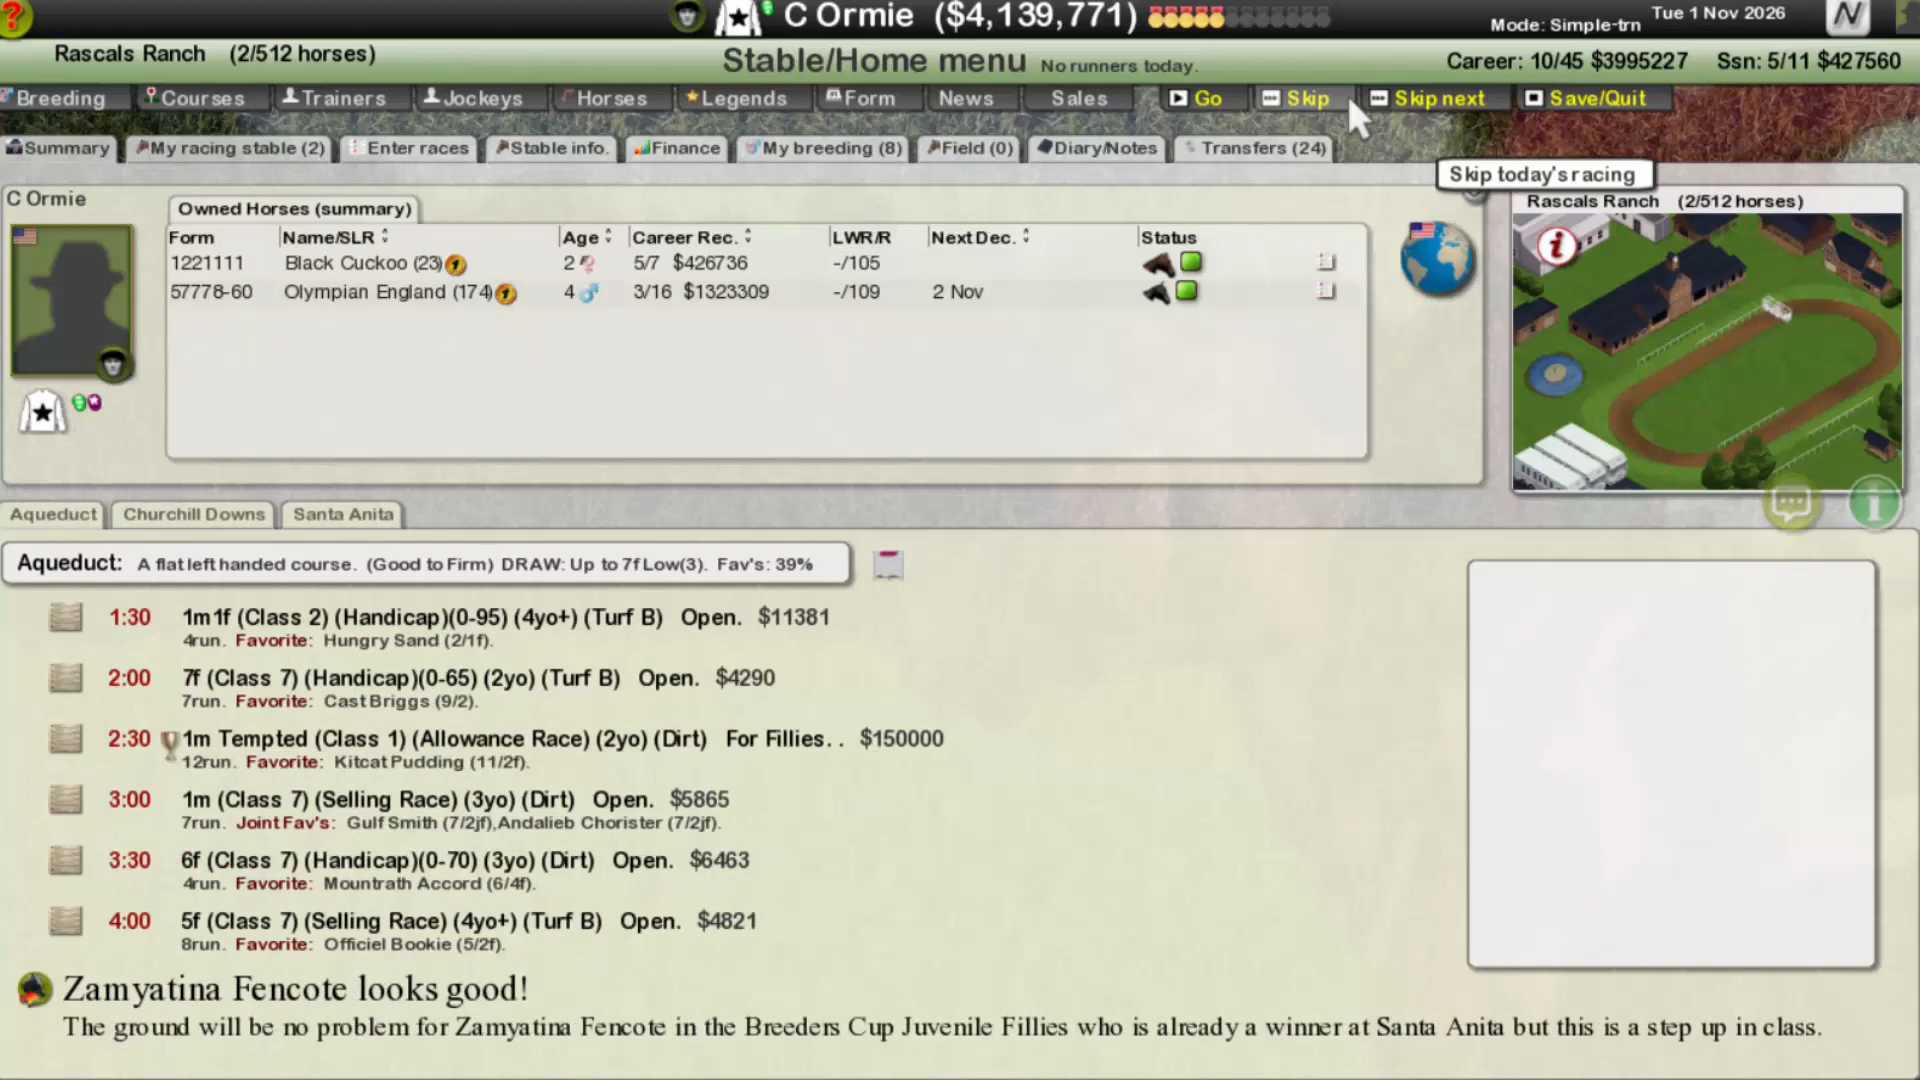 C Ormie ($4,139,771)
Mode: Simple-trn
Tue 1 Nov 2026
Rascals Ranch (2/512 horses)
Stable/Home menu No runners today.
Career: 10/45 $3995227 Ssn: 5/11 $427560
Breeding Courses Trainers Jockeys Horses Legends Form News Sales Go Skip Skip next Save/Quit
Summary My racing stable (2) Enter races Stable info. Finance My breeding (8) Field (0) Diary/Notes Transfers (24)
Skip today's racing
C Ormie
Owned Horses (summary)
Rascals Ranch (2/512 horses)
Form Name/SLR Age Career Rec. LWR/R Next Dec. Status
1221111 Black Cuckoo (23) 1 2 5/7 $426736 -/105
57778-60 Olympian England (174) 1 4 3/16 $1323309 -/109 2 Nov
Aqueduct Churchill Downs Santa Anita
Aqueduct: A flat left handed course. (Good to Firm) DRAW: Up to 7f Low(3). Fav's: 39%
1:30 1m1f (Class 2) (Handicap)(0-95) (4yo+) (Turf B) Open. $11381
4run. Favorite: Hungry Sand (2/1f).
2:00 7f (Class 7) (Handicap)(0-65) (2yo) (Turf B) Open. $4290
7run. Favorite: Cast Briggs (9/2).
2:30 1m Tempted (Class 1) (Allowance Race) (2yo) (Dirt) For Fillies. . $150000
12run. Favorite: Kitcat Pudding (11/2f).
3:00 1m (Class 7) (Selling Race) (3yo) (Dirt) Open. $5865
7run. Joint Fav's: Gulf Smith (7/2jf),Andalieb Chorister (7/2jf).
3:30 6f (Class 7) (Handicap)(0-70) (3yo) (Dirt) Open. $6463
4run. Favorite: Mountrath Accord (6/4f).
4:00 5f (Class 7) (Selling Race) (4yo+) (Turf B) Open. $4821
8run. Favorite: Officiel Bookie (5/2f).
Zamyatina Fencote looks good!
The ground will be no problem for Zamyatina Fencote in the Breeders Cup Juvenile Fillies who is already a winner at Santa Anita but this is a step up in class.